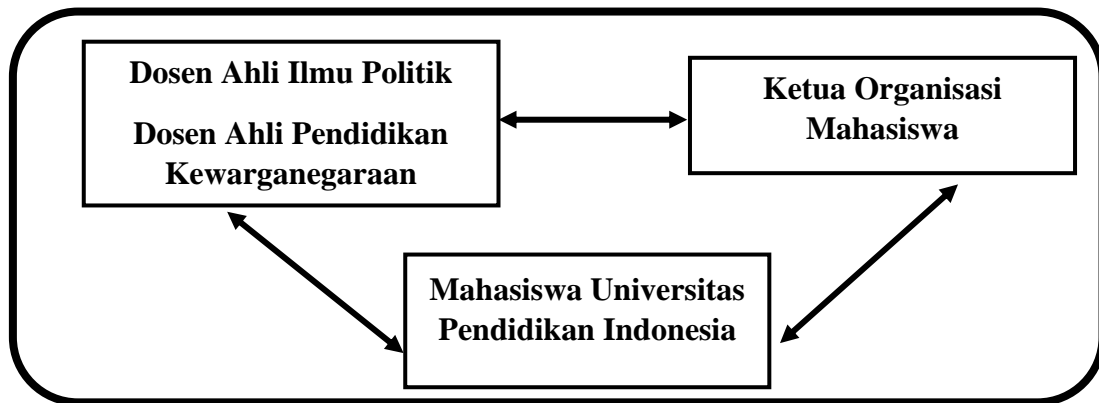 Dosen Ahli Ilmu Politik
Dosen Ahli Pendidikan
Kewarganegaraan
Ketua Organisasi
Mahasiswa
Mahasiswa Universitas
Pendidikan Indonesia